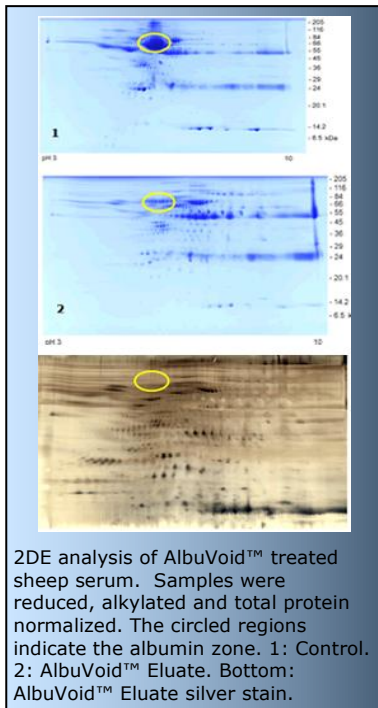 - 205
- 116
- 84
- 66
- 55
- 45
- 36
- 29
- 24
- 20.1
- 14.2
- 6.5 kDa
1
pH 3 10
- 205
- 116
- 84
- 66
- 55
- 45
- 36
- 29
- 24
- 20.1
- 14.2
- 6.5 k
2
pH 3 10
2DE analysis of AlbuVoid™ treated
sheep serum. Samples were
reduced, alkylated and total protein
normalized. The circled regions
indicate the albumin zone. 1: Control.
2: AlbuVoid™ Eluate. Bottom:
AlbuVoid™ Eluate silver stain.